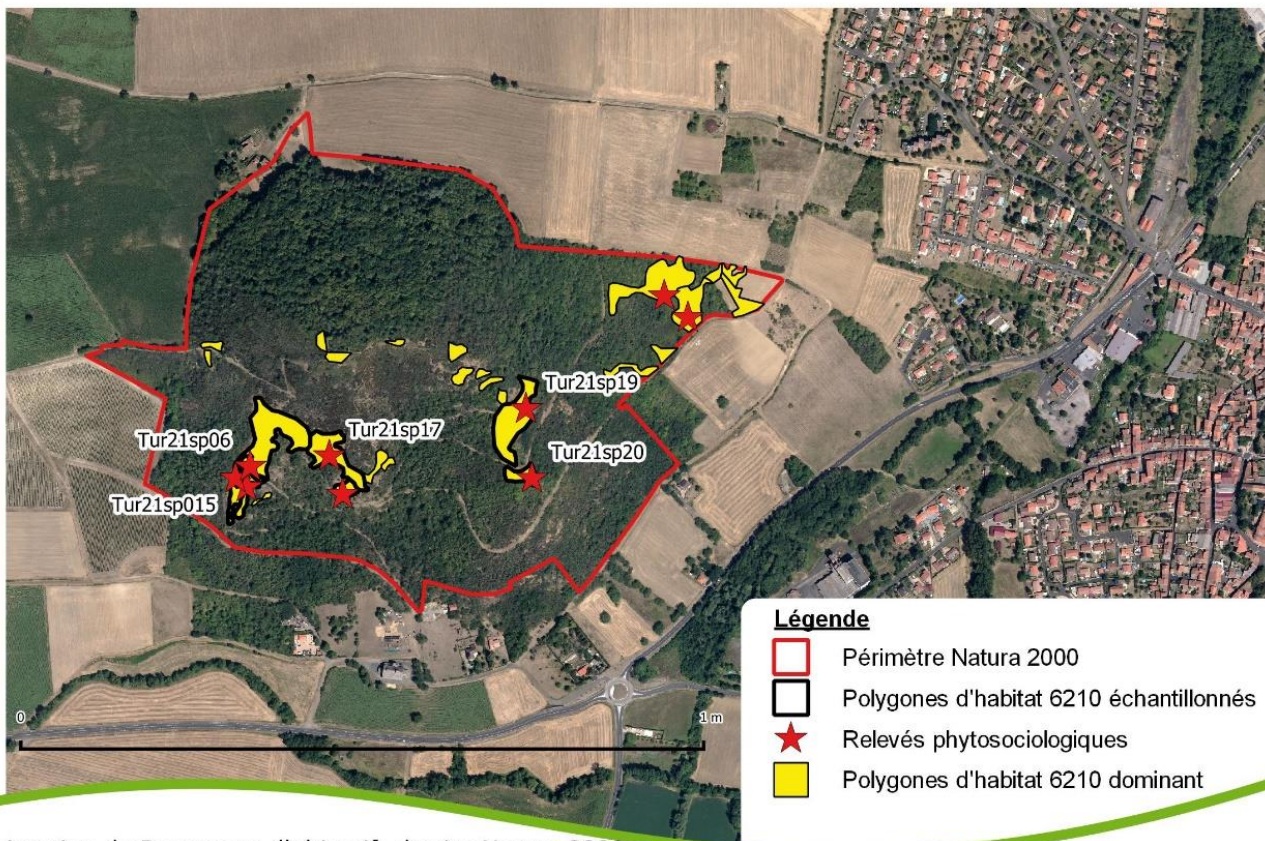 Tur21sp19
Tur21sp06
Tur21sp17
Tur21sp20
Tur21sp015
0
1 m
Légende
Périmètre Natura 2000
Polygones d'habitat 6210 échantillonnés
Relevés phytosociologiques
Polygones d'habitat 6210 dominant